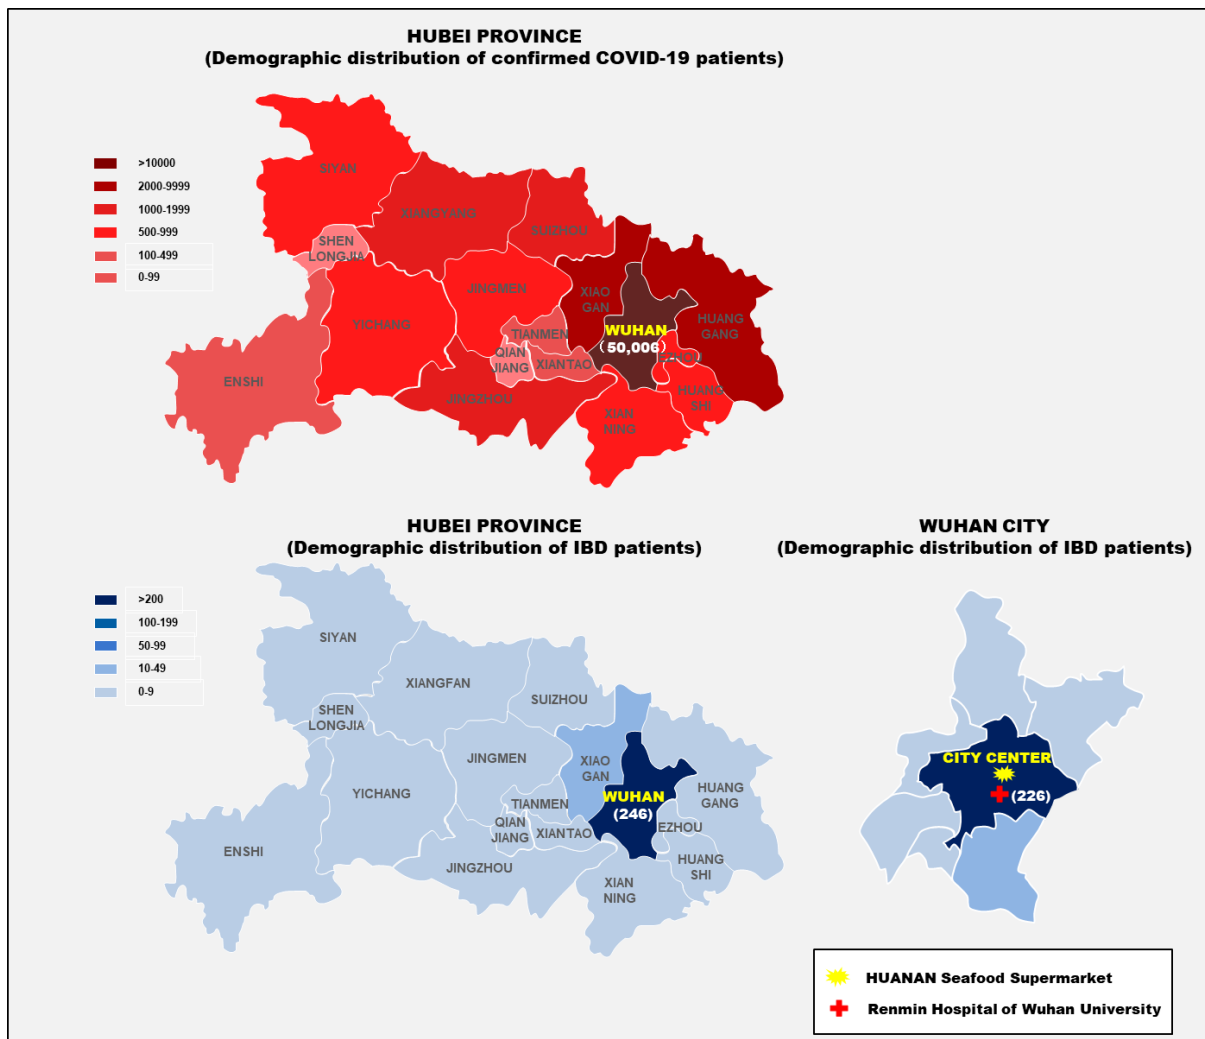 HUBEI PROVINCE
(Demographic distribution of confirmed COVID-19 patients)
>10000
2000-9999
1000-1999
500-999
100-499
0-99
SIYAN
XIANGYANG
SUIZHOU
SHEN
LONGJIA
JINGMEN
XIAO
GAN
HUANG
GANG
YICHANG
TIANMEN
WUHAN
(50,006)
QIAN
JIANG
XIANTAO
EZHOU
ENSHI
JINGZHOU
HUANG
SHI
XIAN
NING
HUBEI PROVINCE
(Demographic distribution of IBD patients)
>200
100-199
50-99
10-49
0-9
SIYAN
XIANGFAN
SUIZHOU
SHEN
LONGJIA
JINGMEN
XIAO
GAN
HUANG
GANG
YICHANG
TIANMEN
WUHAN
(246)
QIAN
JIANG
XIANTAO
EZHOU
ENSHI
JINGZHOU
HUANG
SHI
XIAN
NING
WUHAN CITY
(Demographic distribution of IBD patients)
CITY CENTER
(226)
HUANAN Seafood Supermarket
Renmin Hospital of Wuhan University